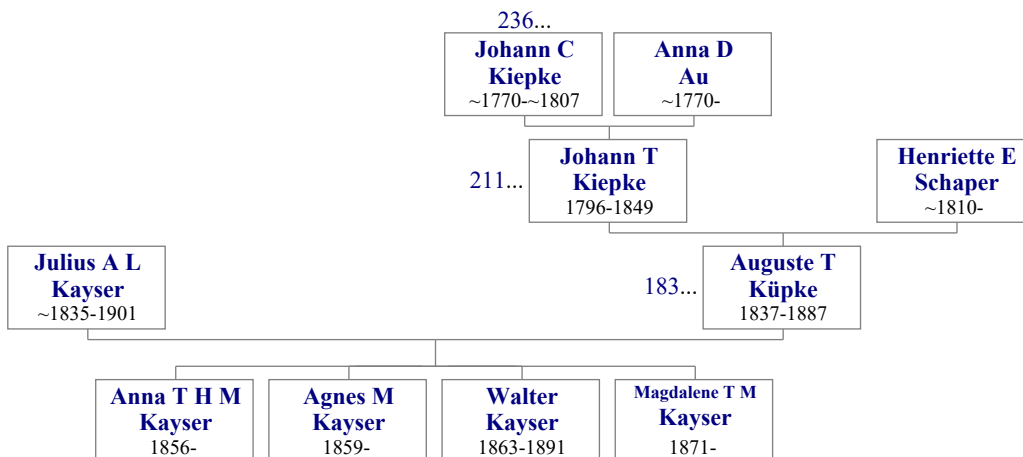 236...
Johann C
Kiepke
~1770-~1807
Anna D
Au
~1770-
211...
Johann T
Kiepke
1796-1849
Henriette E
Schaper
~1810-
Julius A L
Kayser
~1835-1901
183...
Auguste T
Küpke
1837-1887
Anna T H M
Kayser
1856-
Agnes M
Kayser
1859-
Walter
Kayser
1863-1891
Magdalene T M
Kayser
1871-